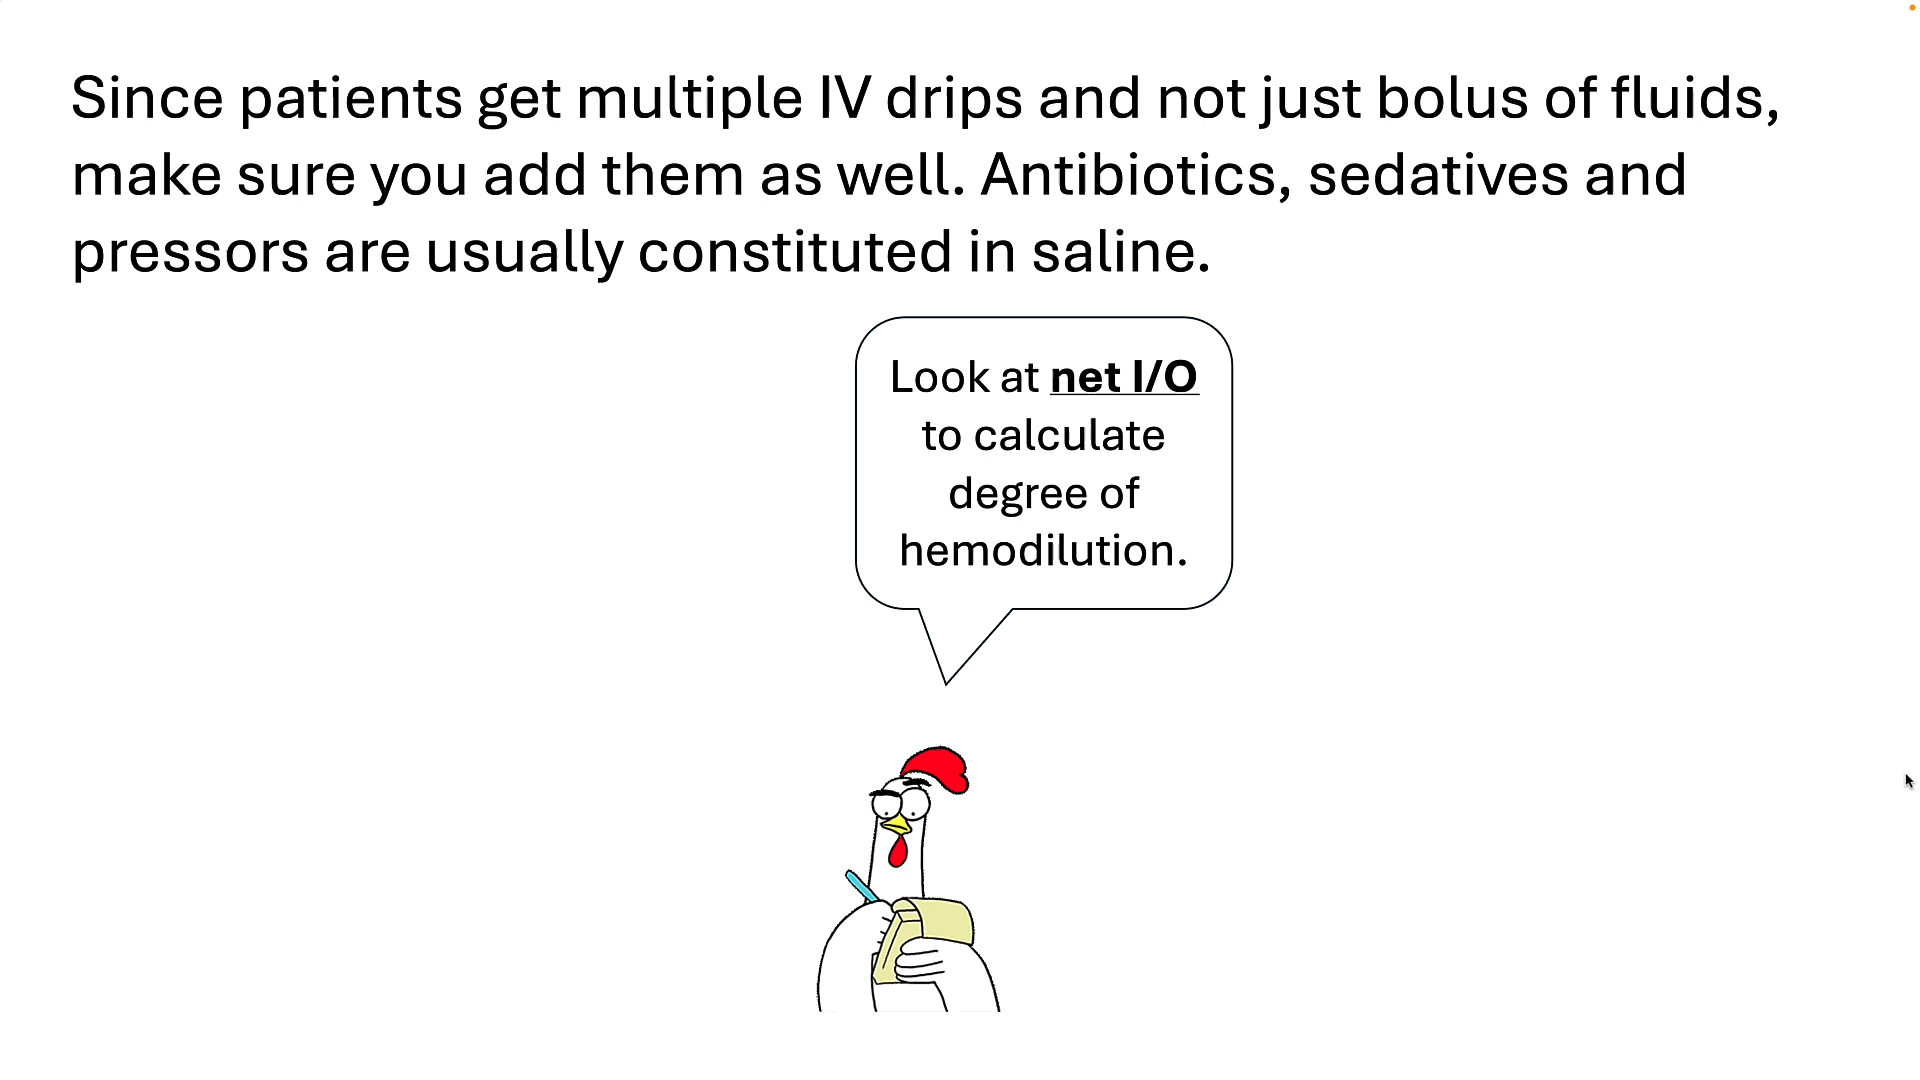 Since patients get multiple IV drips and not just bolus of fluids,
make sure you add them as well. Antibiotics, sedatives and
pressors are usually constituted in saline.
Look at net I/O
to calculate
degree of
hemodilution.